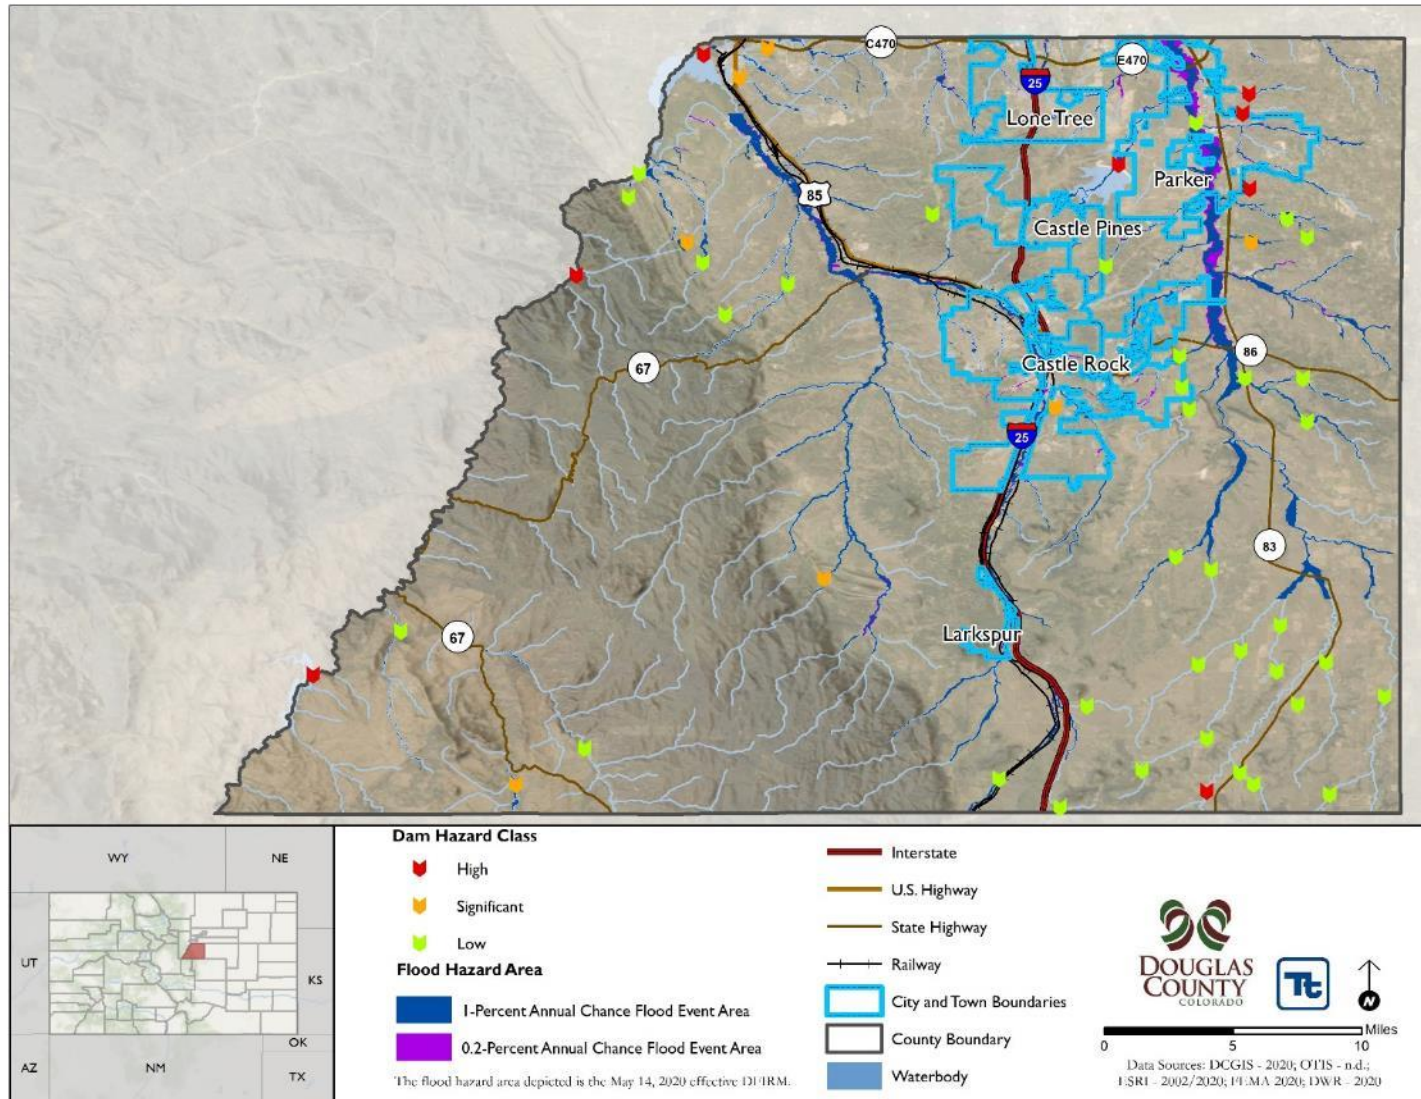 C470
E470
25
Lone Tree
Parker
85
Castle Pines
67
Castle Rock
86
25
83
67
Larkspur
WY
NE
UT
KS
OK
AZ
NM
TX
Dam Hazard Class
High
Significant
Low
Flood Hazard Area
1-Percent Annual Chance Flood Event Area
0.2-Percent Annual Chance Flood Event Area
The flood hazard area depicted is the May 14, 2020 effective DFIRM.
Interstate
U.S. Highway
State Highway
Railway
City and Town Boundaries
County Boundary
Waterbody
DOUGLAS
COUNTY
COLORADO
Tt
N
Miles
0 5 10
Data Sources: DCGIS - 2020; OTIS - n.d.;
ESRI - 2002/2020; FEMA 2020; DWR - 2020